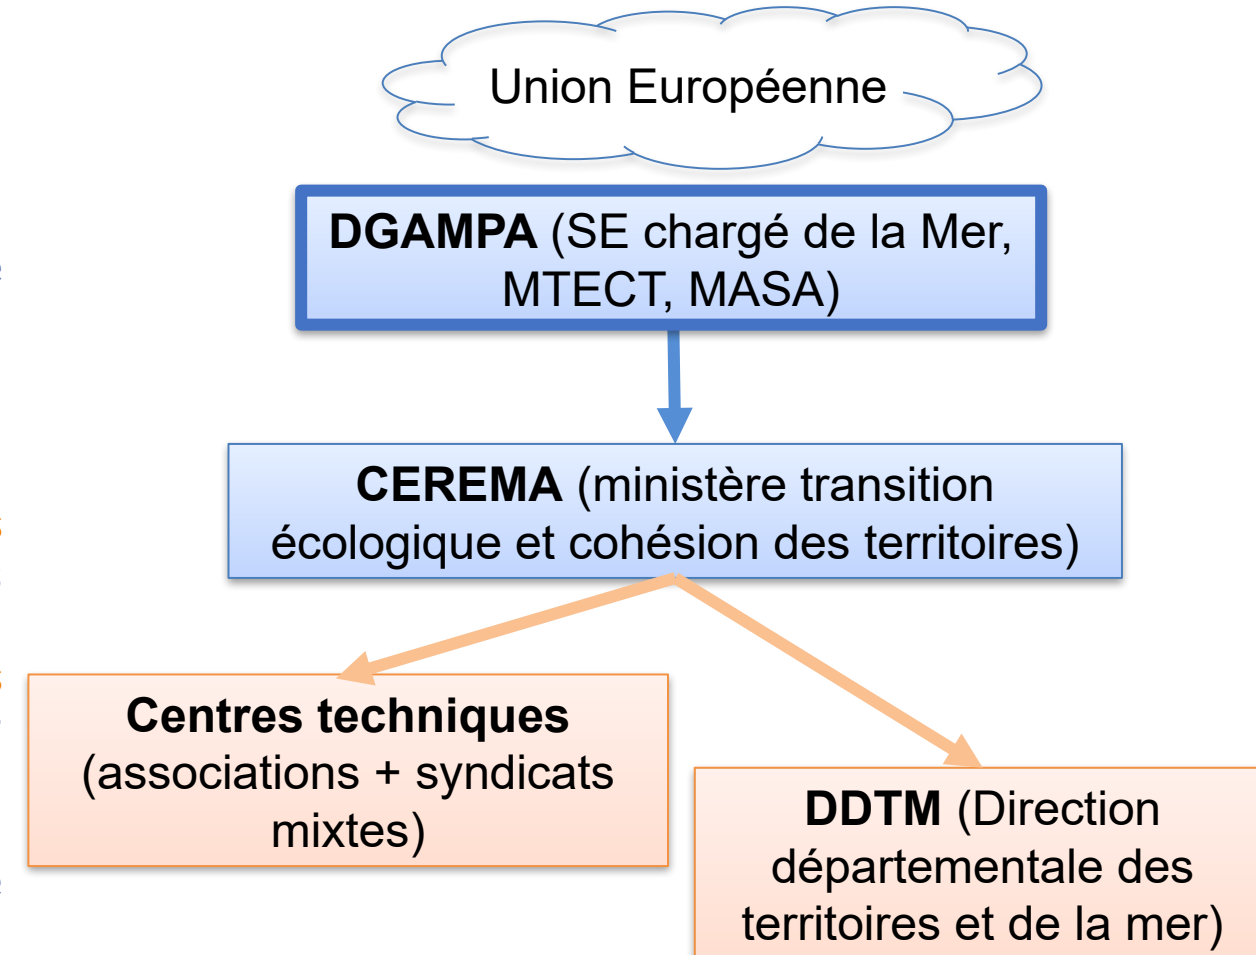 Union Européenne
DGAMPA (SE chargé de la Mer,
MTECT, MASA)
CEREMA (ministère transition
écologique et cohésion des territoires)
Centres techniques
(associations + syndicats
mixtes)
DDTM (Direction
départementale des
territoires et de la mer)